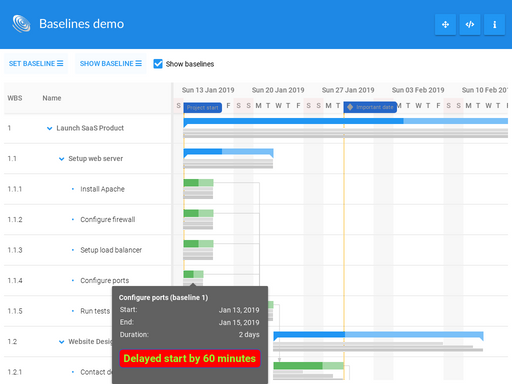 Baselines demo
SET BASELINE
SHOW BASELINE
Show baselines
WBS Name
Sun 13 Jan 2019 Sun 20 Jan 2019 Sun 27 Jan 2019 Sun 03 Feb 2019 Sun 10 Feb
S F S S M T W T F S S M T W T F S S M T W T
Project start
Important date
1 Launch SaaS Product
1.1 Setup web server
1.1.1 Install Apache
1.1.2 Configure firewall
1.1.3 Setup load balancer
1.1.4 Configure ports
Configure ports (baseline 1)
Start: Jan 13, 2019
End: Jan 15, 2019
Duration: 2 days
Delayed start by 60 minutes
1.1.5 Run tests
1.2 Website Desig
1.2.1 Contact d